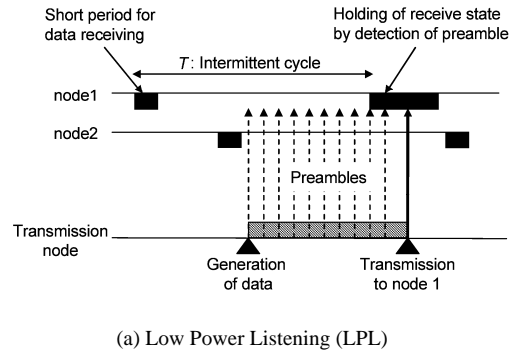 Short period for
data receiving
Holding of receive state
by detection of preamble
T : Intermittent cycle
node1
node2
Preambles
Transmission
node
Generation
of data
Transmission
to node 1
(a) Low Power Listening (LPL)